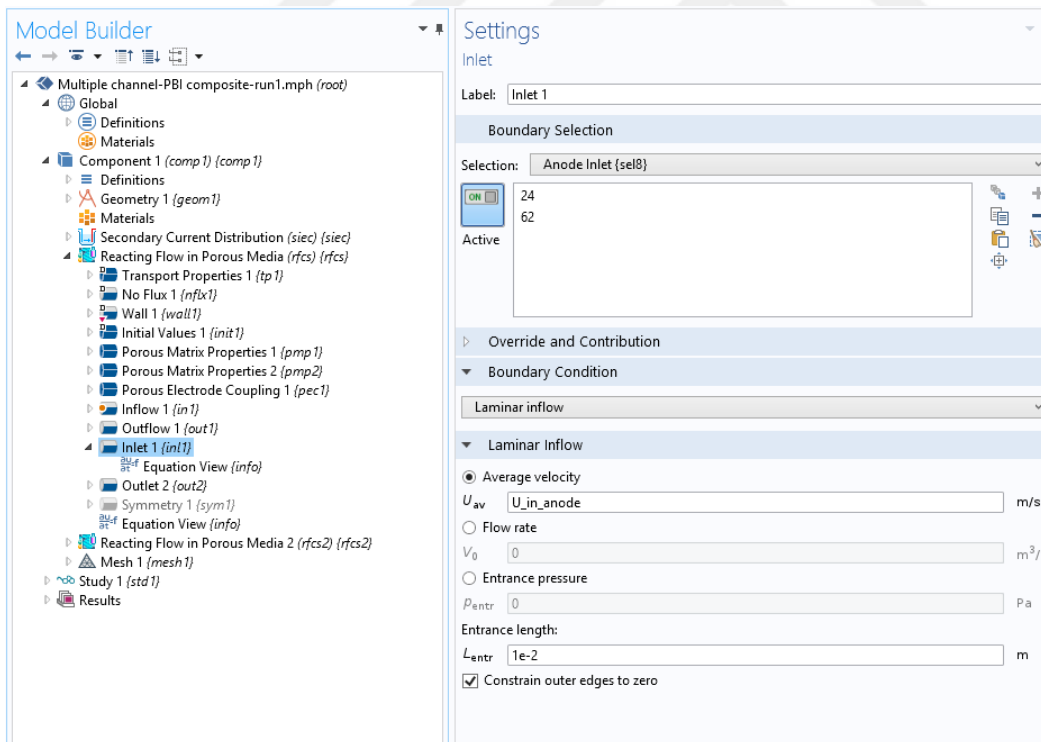 Model Builder
Multiple channel-PBI composite-run1.mph (root)
Global
Definitions
Materials
Component 1 (comp1) {comp1}
Definitions
Geometry 1 {geom1}
Materials
Secondary Current Distribution (siec) {siec}
Reacting Flow in Porous Media (rfcs) {rfcs}
Transport Properties 1 {tp1}
No Flux 1 {nflx1}
Wall 1 {wall1}
Initial Values 1 {init1}
Porous Matrix Properties 1 {pmp1}
Porous Matrix Properties 2 {pmp2}
Porous Electrode Coupling 1 {pec1}
Inflow 1 {in1}
Outflow 1 {out1}
Inlet 1 {inl1}
Equation View {info}
Outlet 2 {out2}
Symmetry 1 {sym1}
Equation View {info}
Reacting Flow in Porous Media 2 (rfcs2) {rfcs2}
Mesh 1 {mesh1}
Study 1 {std1}
Results
Settings
Inlet
Label: Inlet 1
Boundary Selection
Selection: Anode Inlet {sel8}
ON
24
62
Active
Override and Contribution
Boundary Condition
Laminar inflow
Laminar Inflow
Average velocity
U_av U_in_anode m/s
Flow rate
V_0 0 m³/
Entrance pressure
p_entr 0 Pa
Entrance length:
L_entr 1e-2 m
Constrain outer edges to zero